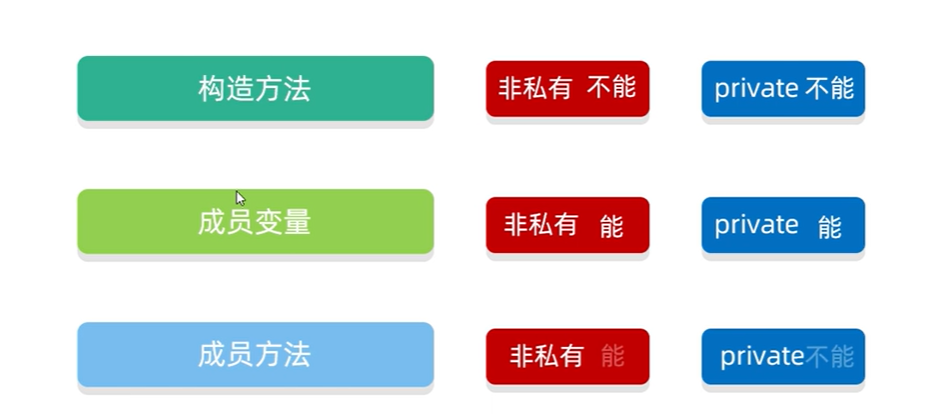 构造方法 非私有 不能 private 不能
成员变量 非私有 能 private 能
成员方法 非私有 能 private不能